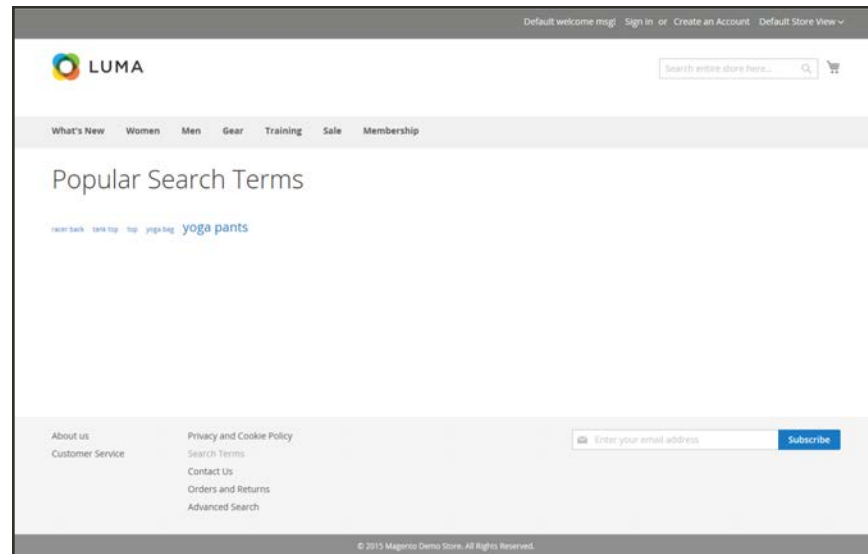 Default welcome msg! Sign in or Create an Account Default Store View
LUMA
Search entire store here...
What's New Women Men Gear Training Sale Membership
Popular Search Terms
racer back tank top top yoga bag yoga pants
About us
Customer Service
Privacy and Cookie Policy
Search Terms
Contact Us
Orders and Returns
Advanced Search
Enter your email address Subscribe
© 2015 Magento Demo Store. All Rights Reserved.